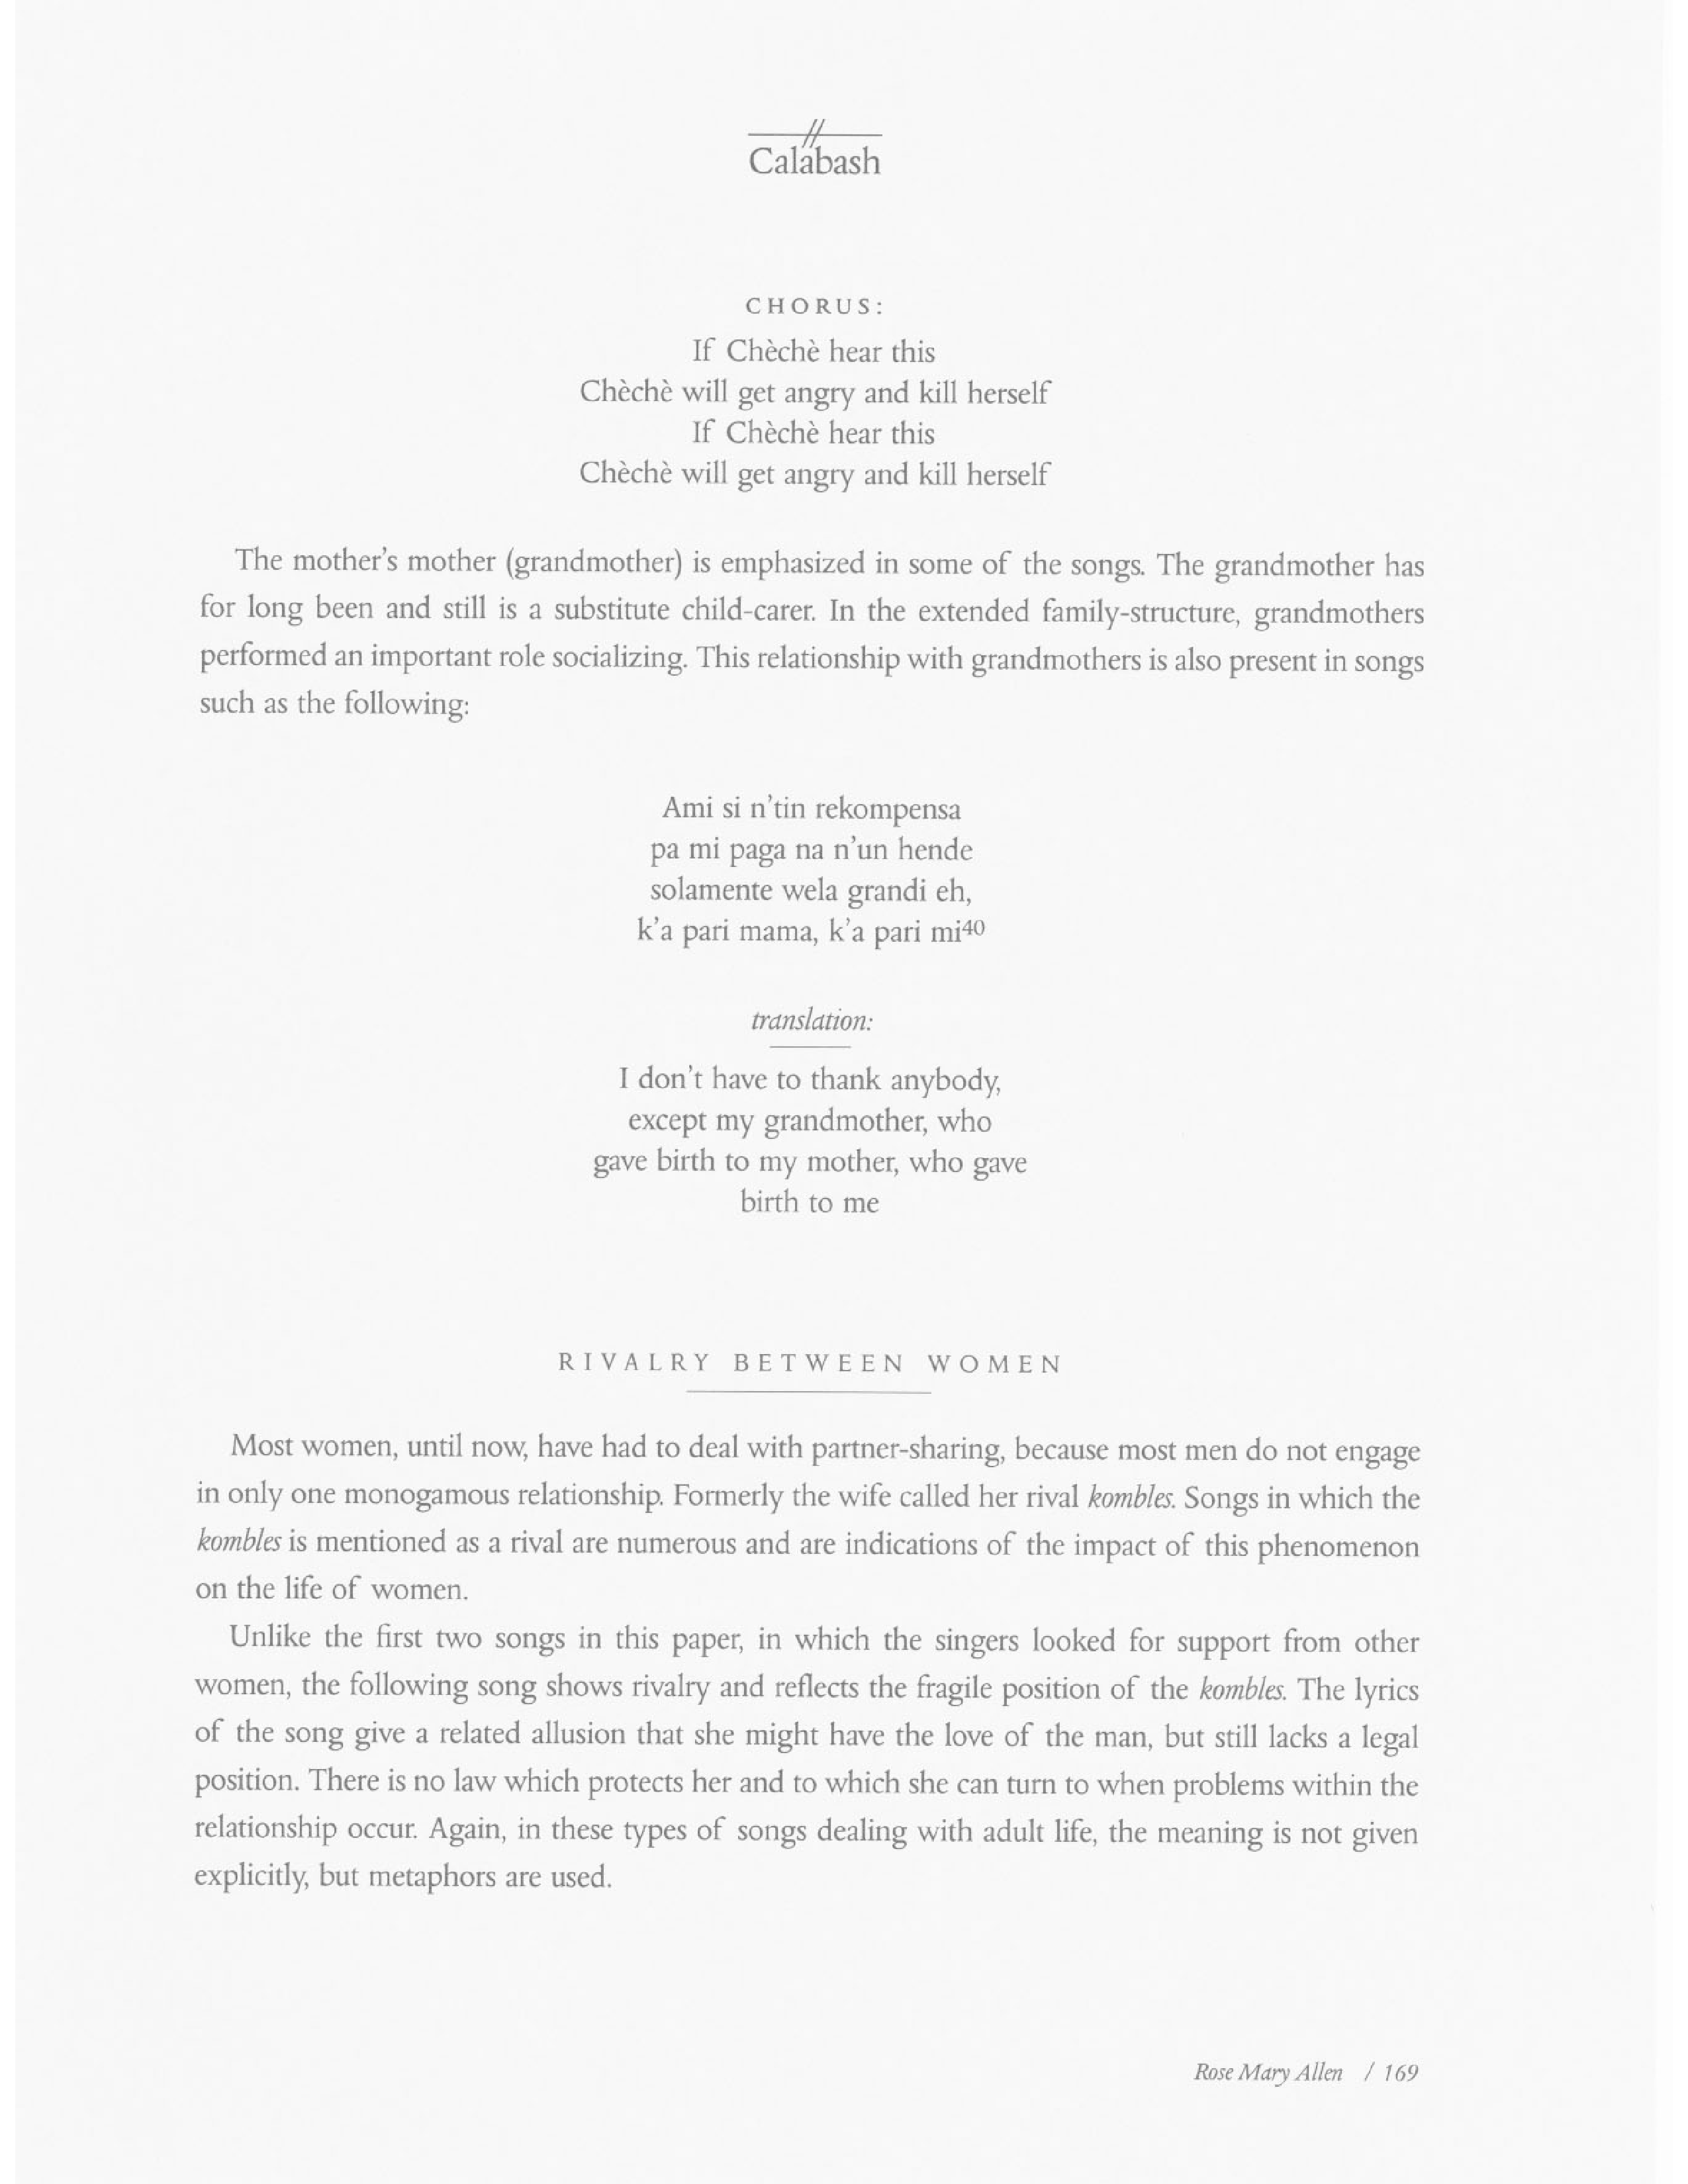 Calabash
CHORUS:
If Chèchè hear this
Chèchè will get angry and kill herself
If Chèchè hear this
Chèchè will get angry and kill herself
The mother's mother (grandmother) is emphasized in some of the songs. The grandmother has
for long been and still is a substitute child-carer. In the extended family-structure, grandmothers
performed an important role socializing. This relationship with grandmothers is also present in songs
such as the following:
Ami si n'tin rekompensa
pa mi paga na n'un hende
solamente wela grandi eh,
k'a pari mama, k'a pari mi40
translation:
I don't have to thank anybody,
except my grandmother, who
gave birth to my mother, who gave
birth to me
RIVALRY BETWEEN WOMEN
Most women, until now, have had to deal with partner-sharing, because most men do not engage
in only one monogamous relationship. Formerly the wife called her rival kombles. Songs in which the
kombles is mentioned as a rival are numerous and are indications of the impact of this phenomenon
on the life of women.
Unlike the first two songs in this paper, in which the singers looked for support from other
women, the following song shows rivalry and reflects the fragile position of the kombles. The lyrics
of the song give a related allusion that she might have the love of the man, but still lacks a legal
position. There is no law which protects her and to which she can turn to when problems within the
relationship occur. Again, in these types of songs dealing with adult life, the meaning is not given
explicitly, but metaphors are used.
Rose Mary Allen / 169